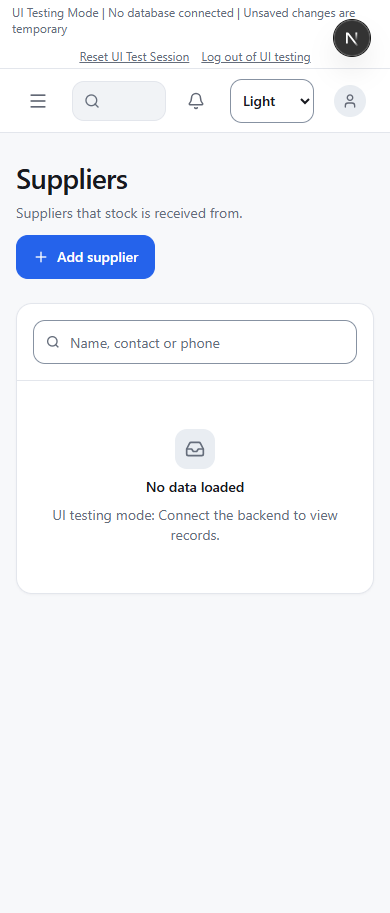 UI Testing Mode | No database connected | Unsaved changes are
temporary
N
Reset UI Test Session Log out of UI testing
Light
Suppliers
Suppliers that stock is received from.
+ Add supplier
Name, contact or phone
No data loaded
UI testing mode: Connect the backend to view
records.